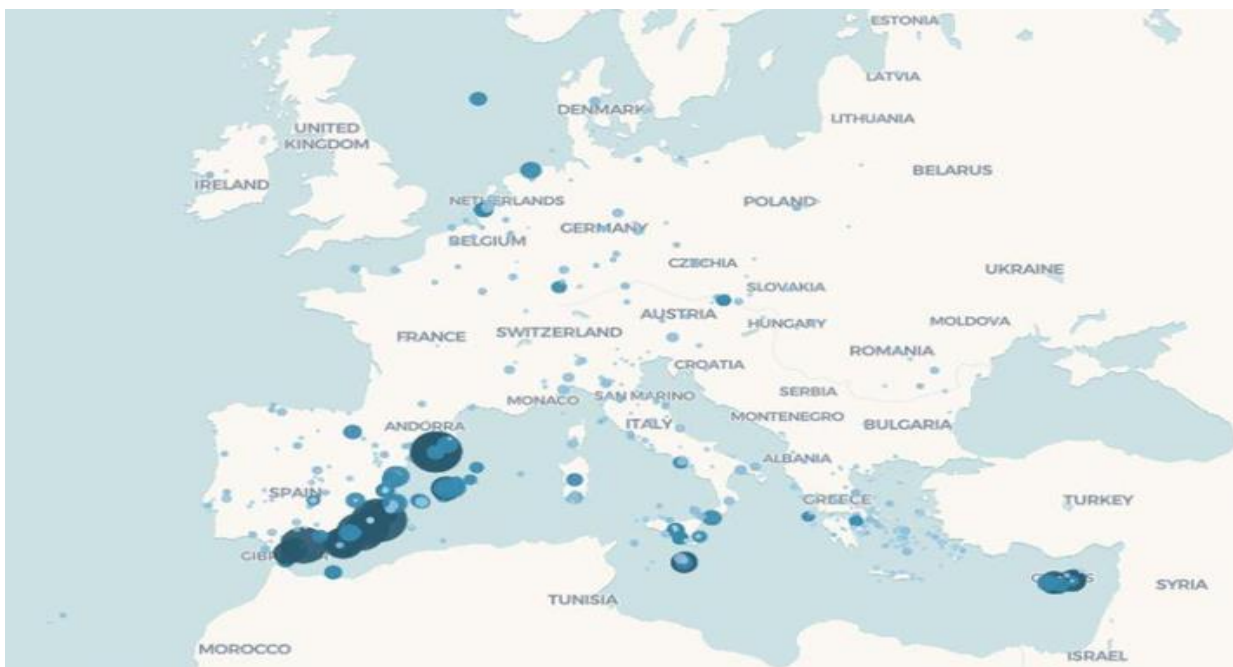 ESTONIA
LATVIA
LITHUANIA
DENMARK
UNITED
KINGDOM
IRELAND
BELARUS
NETHERLANDS
POLAND
GERMANY
BELGIUM
CZECHIA
UKRAINE
SLOVAKIA
AUSTRIA
HUNGARY
MOLDOVA
FRANCE
SWITZERLAND
ROMANIA
CROATIA
SERBIA
MONACO
SAN MARINO
MONTENEGRO
BULGARIA
ANDORRA
ITALY
ALBANIA
SPAIN
GREECE
TURKEY
SYRIA
TUNISIA
MOROCCO
ISRAEL